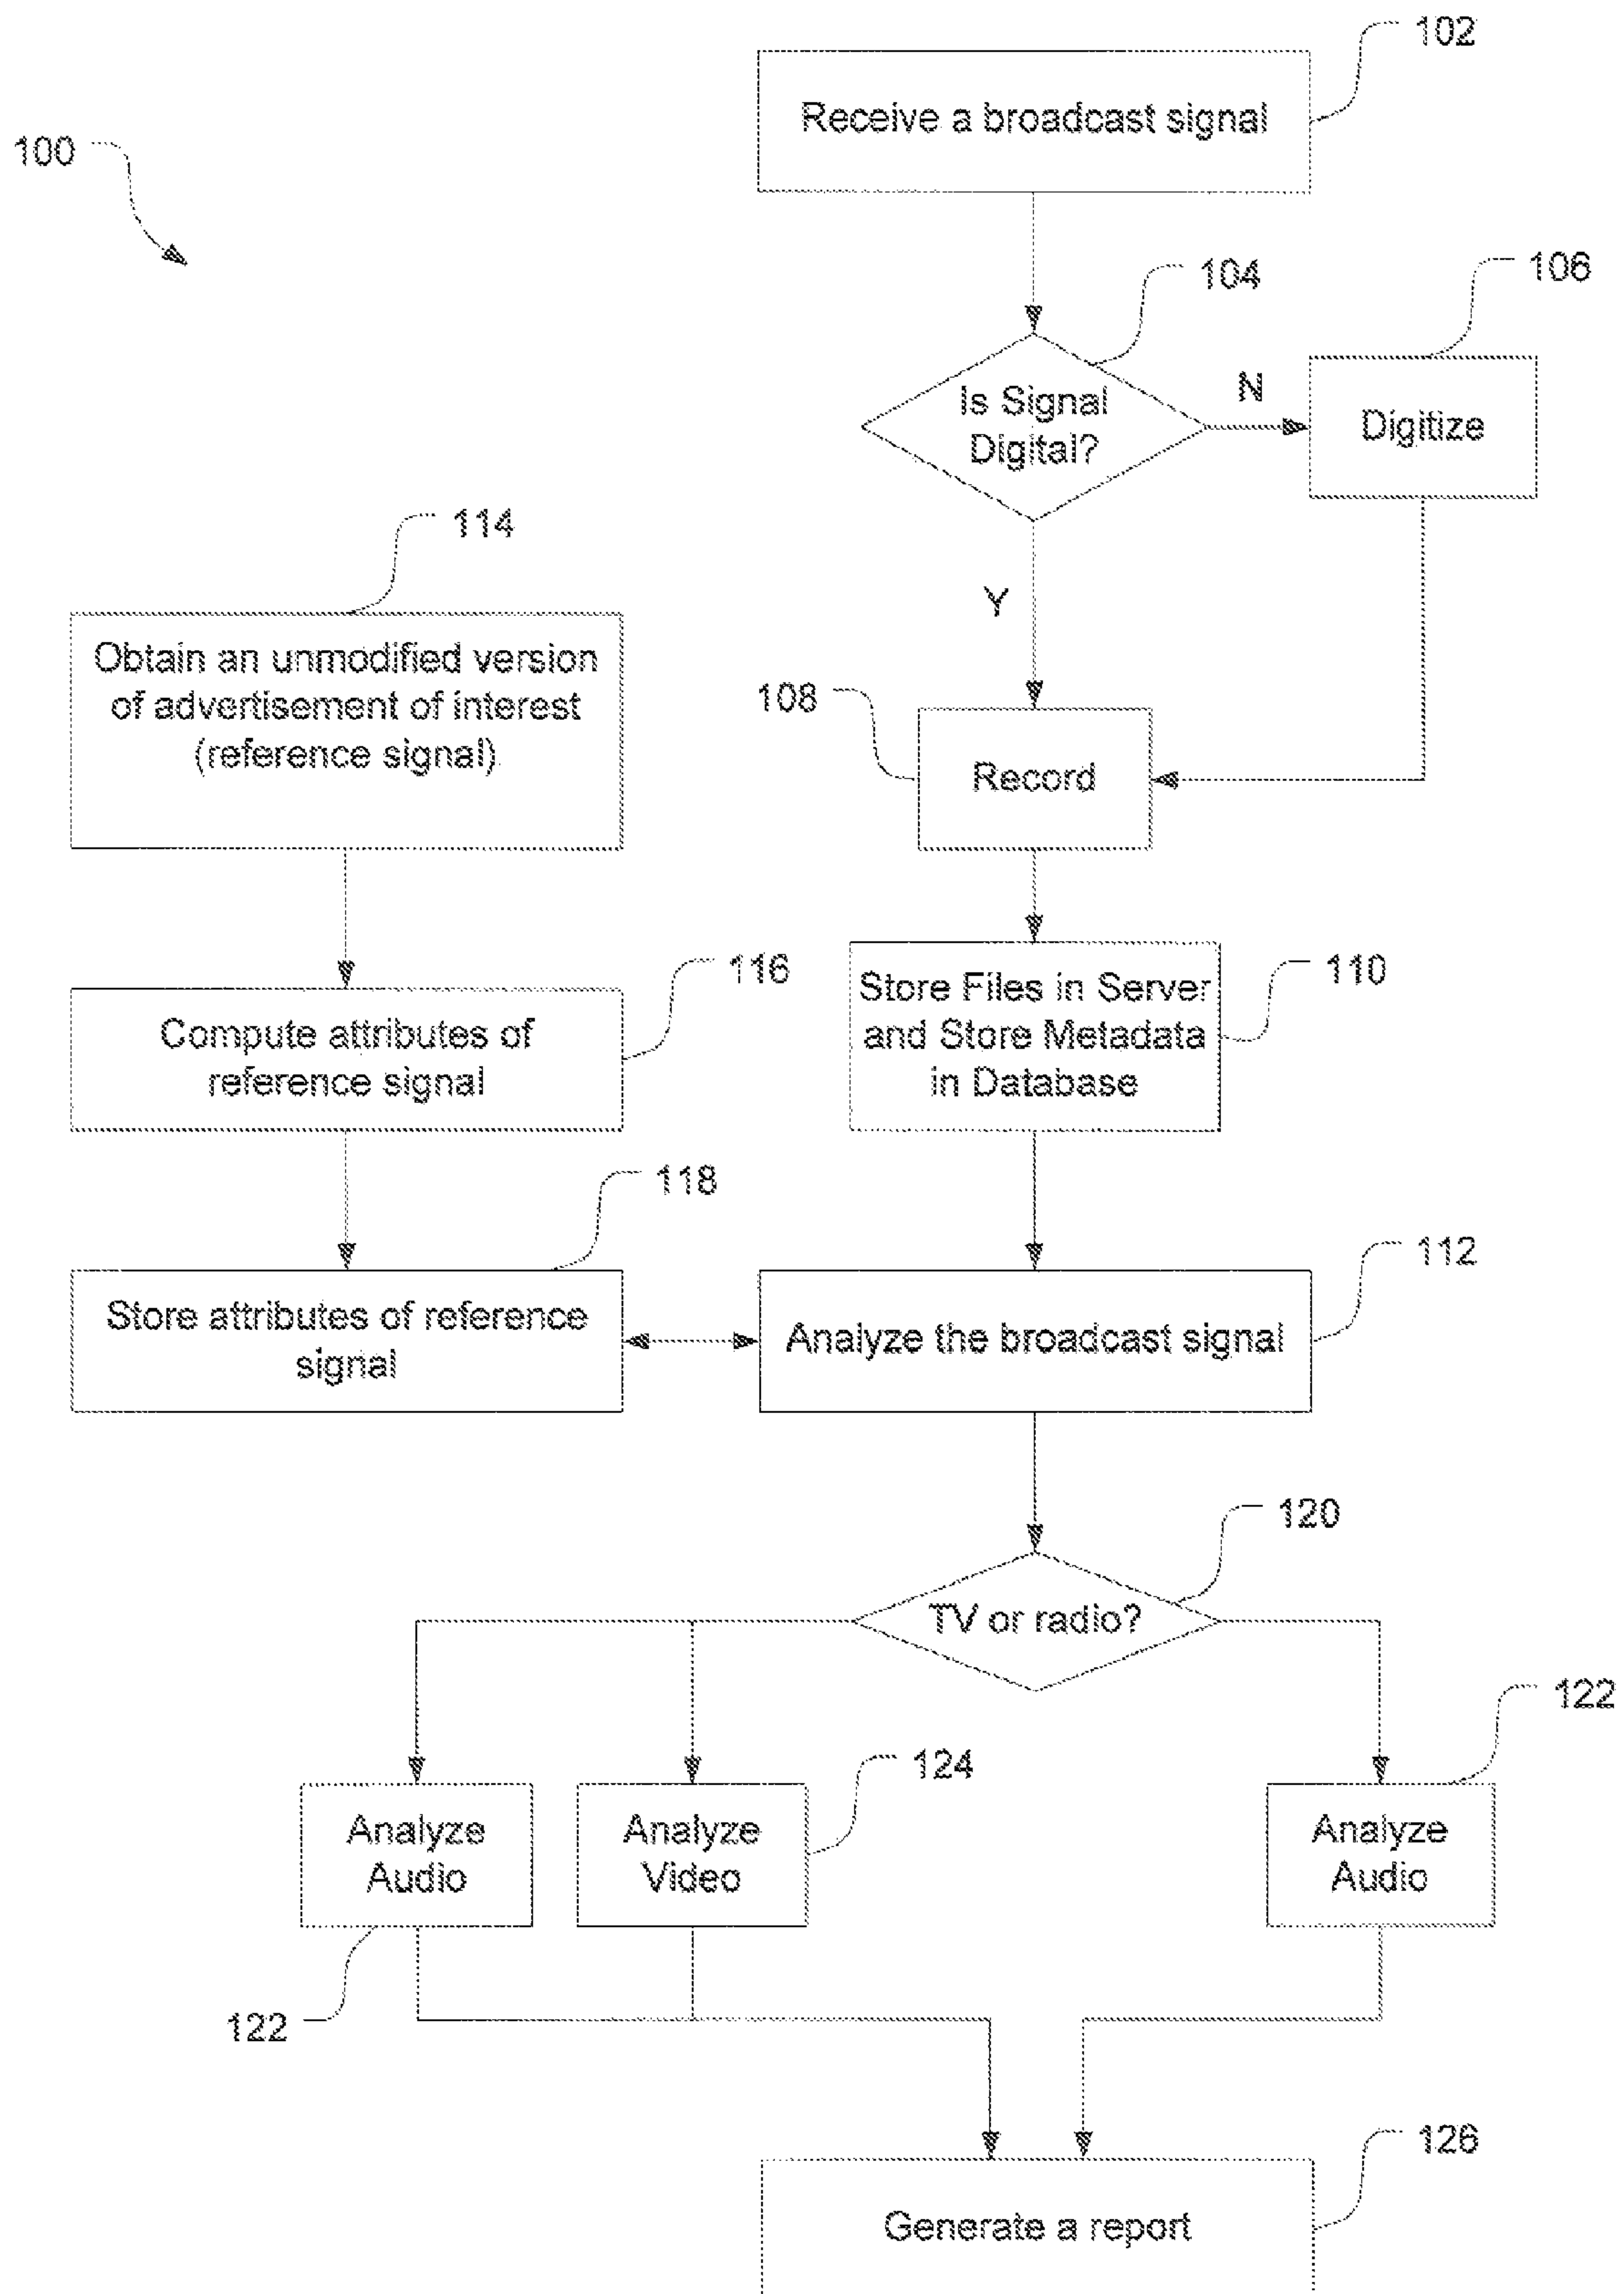 102
Receive a broadcast signal
100
104
106
Is Signal
Digital?
N
Digitize
Y
114
Obtain an unmodified version
of advertisement of interest
(reference signal)
108
Record
116
Compute attributes of
reference signal
110
Store Files in Server
and Store Metadata
in Database
118
Store attributes of reference
signal
112
Analyze the broadcast signal
120
TV or radio?
122
124
Analyze
Audio
Analyze
Video
Analyze
Audio
122
126
Generate a report